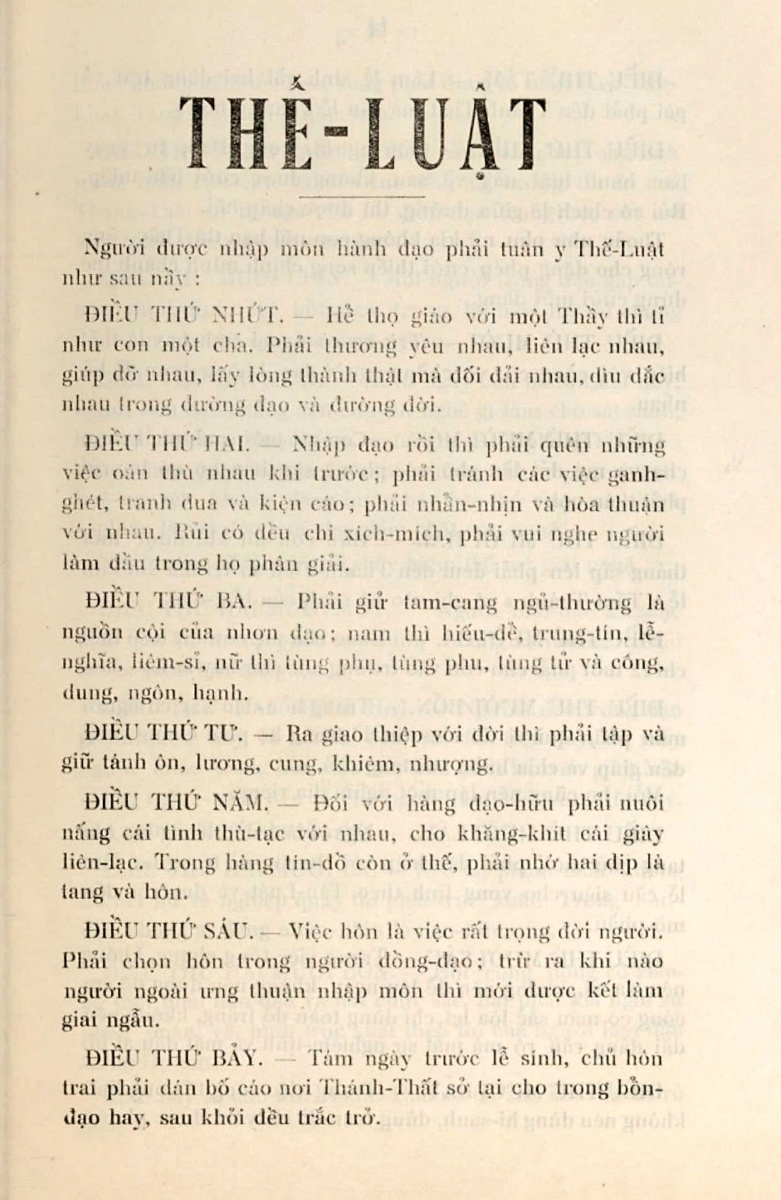 THẾ-LUẬT
Người được nhập môn hành đạo phải tuân y Thế-Luật
như sau nầy :
ĐIỀU THỨ NHỨT. — Hể thọ giáo với một Thầy thì tỉ
như con một cha. Phải thương yêu nhau, liên lạc nhau,
giúp dỡ nhau, lấy lòng thành thật mà đối đải nhau, dìu dắc
nhau trong đường đạo và đường đời.
ĐIỀU THỨ HAI. — Nhập đạo rồi thì phải quên những
việc oán thù nhau khi trước ; phải tránh các việc ganh-
ghét, tranh đua và kiện cáo ; phải nhẫn-nhịn và hòa thuận
với nhau. Rủi có đều chi xích-mích, phải vui nghe người
làm đầu trong họ phân giải.
ĐIỀU THỨ BA. — Phải giử tam-cang ngủ-thường là
nguồn cội của nhơn đạo ; nam thì hiếu-để, trung-tín, lễ-
nghĩa, liêm-sỉ, nữ thì tùng phụ, tùng phu, tùng tử và công,
dung, ngôn, hạnh.
ĐIỀU THỨ TƯ. — Ra giao thiệp với đời thì phải tập và
giữ tánh ôn, lương, cung, khiêm, nhượng.
ĐIỀU THỨ NĂM. — Đối với hàng đạo-hữu phải nuôi
nấng cái tình thù-tạc với nhau, cho khăng-khít cái giày
liên-lạc. Trong hàng tín-đồ còn ở thế, phải nhớ hai dịp là
tang và hôn.
ĐIỀU THỨ SÁU. — Việc hôn là việc rất trọng đời người.
Phải chọn hôn trong người đồng-đạo ; trừ ra khi nào
người ngoài ưng thuận nhập môn thì mới được kết làm
giai ngẫu.
ĐIỀU THỨ BẢY. — Tám ngày trước lễ sính, chủ hôn
trai phải dán bố cáo nơi Thánh-Thất sở tại cho trong bổn-
đạo hay, sau khỏi đều trắc trở.